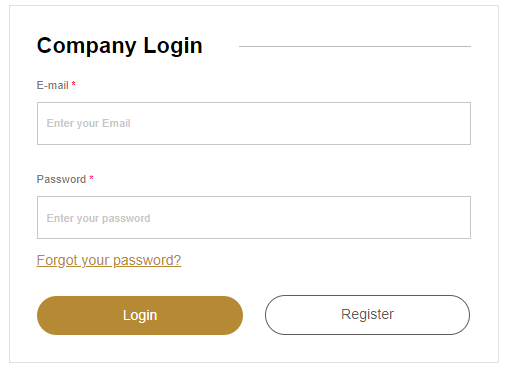 Company Login
E-mail *
Enter your Email
Password *
Enter your password
Forgot your password?
Login
Register